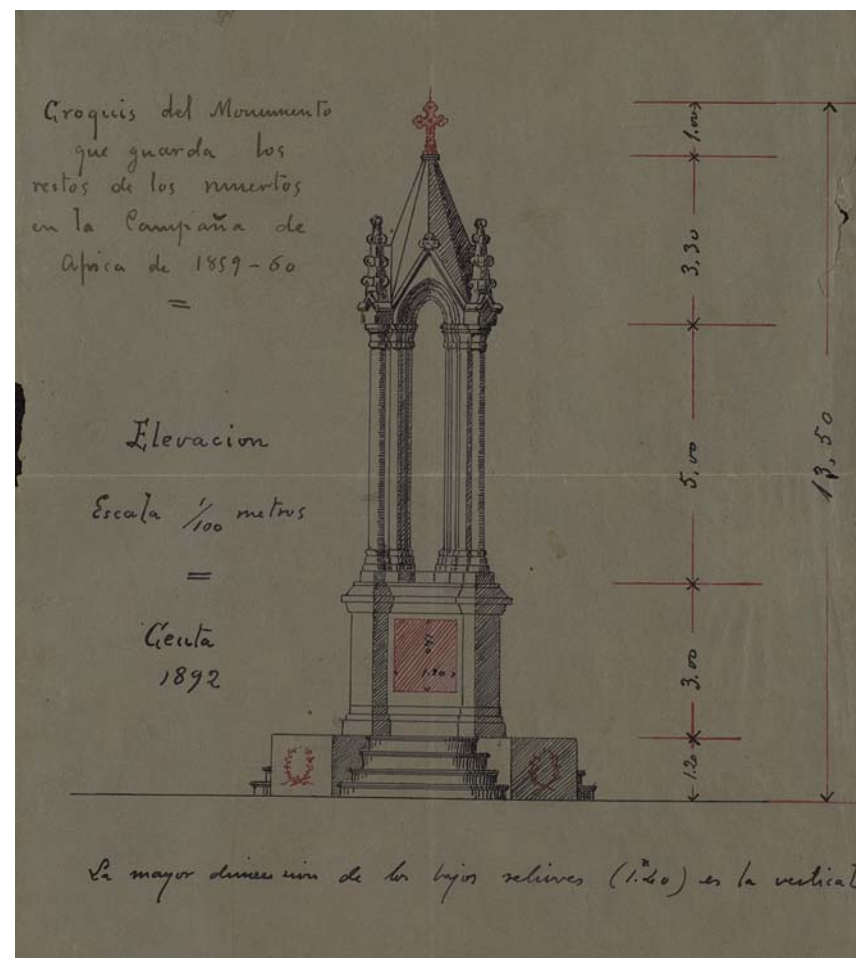 Croquis del Monumento
que guarda los
restos de los muertos
en la Campaña de
Africa de 1859-60
=
Elevacion
Escala 1/100 metros
=
Ceuta
1892
1.00
3,30
5,00
3.00
1.20
13,50
1.20
La mayor dimension de los bajos relieves (1.m40) es la vertical